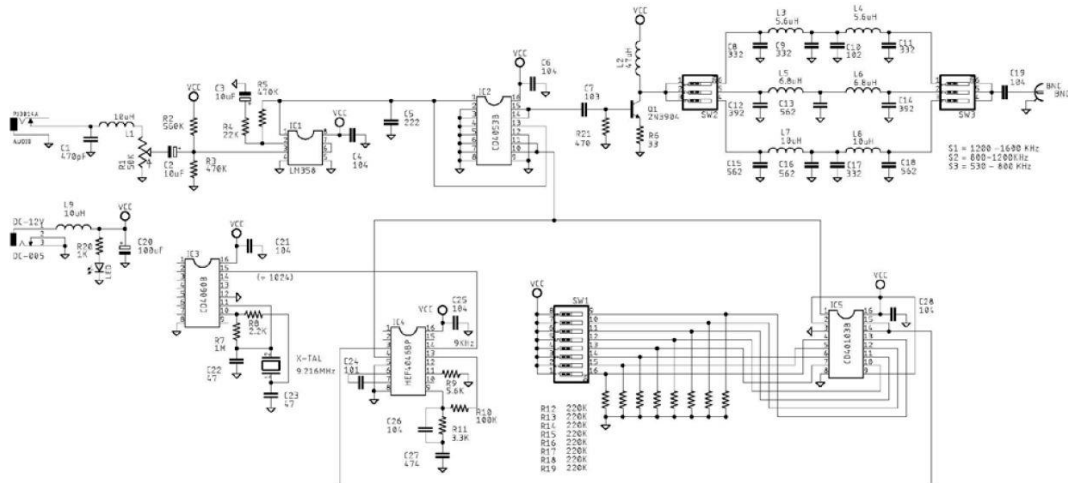 L3
5.6uH
L4
5.6uH
VCC
L2
47uH
C8
332
C9
332
C10
102
C11
332
VCC
C6
104
IC2
CD4053B
C7
103
Q1
2N3904
R21
470
R6
33
SW2
L5
6.8uH
L6
6.8uH
C12
392
C13
562
C14
392
SW3
C19
104
BNC
BNC
L7
10uH
L8
10uH
C15
562
C16
562
C17
332
C18
562
S1 = 1200 -1600 KHz
S2 = 800-1200KHz
S3 = 530 - 800 KHz
AUDIO
C1
470pF
10uH
L1
R1
50K
C2
10uF
VCC
R2
560K
R3
470K
C3
10uF
R4
22K
R5
470K
IC1
LM358
VCC
C4
104
C5
222
DC-12V
DC-005
L9
10uH
VCC
R20
1K
LED
C20
100uF
VCC
IC3
CD4060B
C21
104
(÷ 1024)
R7
1M
R8
2.2K
X-TAL
9.216MHz
C22
47
C23
47
VCC
IC4
HEF4046BP
C25
104
9KHz
C24
101
R9
5.6K
R10
100K
R11
3.3K
C26
104
C27
474
VCC
SW1
R12 220K
R13 220K
R14 220K
R15 220K
R16 220K
R17 220K
R18 220K
R19 220K
VCC
IC5
CD40103B
C28
104